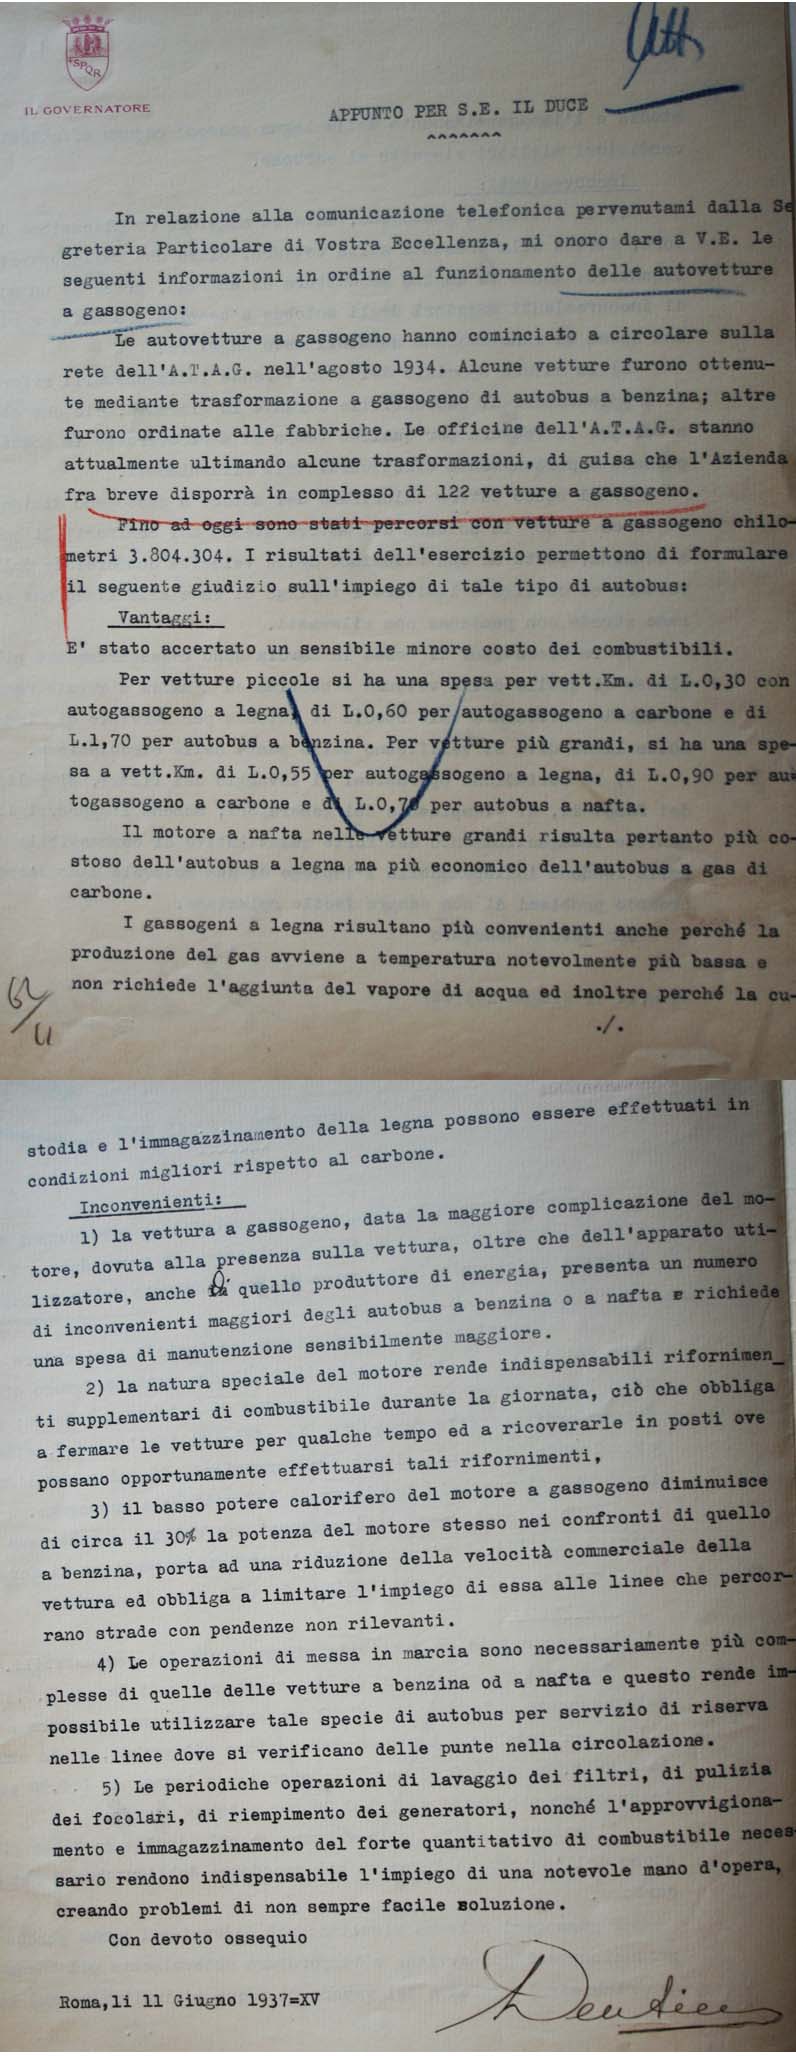 SPQR
IL GOVERNATORE
APPUNTO PER S.E. IL DUCE
In relazione alla comunicazione telefonica pervenutami dalla Se
greteria Particolare di Vostra Eccellenza, mi onoro dare a V.E. le
seguenti informazioni in ordine al funzionamento delle autovetture
a gassogeno:
Le autovetture a gassogeno hanno cominciato a circolare sulla
rete dell'A.T.A.G. nell'agosto 1934. Alcune vetture furono ottenu-
te mediante trasformazione a gassogeno di autobus a benzina; altre
furono ordinate alle fabbriche. Le officine dell'A.T.A.G. stanno
attualmente ultimando alcune trasformazioni, di guisa che l'Azienda
fra breve disporrà in complesso di 122 vetture a gassogeno.
Fino ad oggi sono stati percorsi con vetture a gassogeno chilo-
metri 3.804.304. I risultati dell'esercizio permettono di formulare
il seguente giudizio sull'impiego di tale tipo di autobus:
Vantaggi:
E' stato accertato un sensibile minore costo dei combustibili.
Per vetture piccole si ha una spesa per vett.Km. di L.0,30 con
autogassogeno a legna, di L.0,60 per autogassogeno a carbone e di
L.1,70 per autobus a benzina. Per vetture più grandi, si ha una spe-
sa a vett.Km. di L.0,55 per autogassogeno a legna, di L.0,90 per au-
togassogeno a carbone e di L.0,70 per autobus a nafta.
Il motore a nafta nelle vetture grandi risulta pertanto più co-
stoso dell'autobus a legna ma più economico dell'autobus a gas di
carbone.
I gassogeni a legna risultano più convenienti anche perché la
produzione del gas avviene a temperatura notevolmente più bassa e
non richiede l'aggiunta del vapore di acqua ed inoltre perché la cu-
./.
stodia e l'immagazzinamento della legna possono essere effettuati in
condizioni migliori rispetto al carbone.
Inconvenienti:
1) la vettura a gassogeno, data la maggiore complicazione del mo-
tore, dovuta alla presenza sulla vettura, oltre che dell'apparato uti-
lizzatore, anche di quello produttore di energia, presenta un numero
di inconvenienti maggiori degli autobus a benzina o a nafta e richiede
una spesa di manutenzione sensibilmente maggiore.
2) la natura speciale del motore rende indispensabili rifornimen_
ti supplementari di combustibile durante la giornata, ciò che obbliga
a fermare le vetture per qualche tempo ed a ricoverarle in posti ove
possano opportunamente effettuarsi tali rifornimenti,
3) il basso potere calorifero del motore a gassogeno diminuisce
di circa il 30% la potenza del motore stesso nei confronti di quello
a benzina, porta ad una riduzione della velocità commerciale della
vettura ed obbliga a limitare l'impiego di essa alle linee che percor-
rano strade con pendenze non rilevanti.
4) Le operazioni di messa in marcia sono necessariamente più com-
plesse di quelle delle vetture a benzina od a nafta e questo rende im-
possibile utilizzare tale specie di autobus per servizio di riserva
nelle linee dove si verificano delle punte nella circolazione.
5) Le periodiche operazioni di lavaggio dei filtri, di pulizia
dei focolari, di riempimento dei generatori, nonché l'approvvigiona-
mento e immagazzinamento del forte quantitativo di combustibile neces
sario rendono indispensabile l'impiego di una notevole mano d'opera,
creando problemi di non sempre facile soluzione.
Con devoto ossequio
Roma,li 11 Giugno 1937=XV